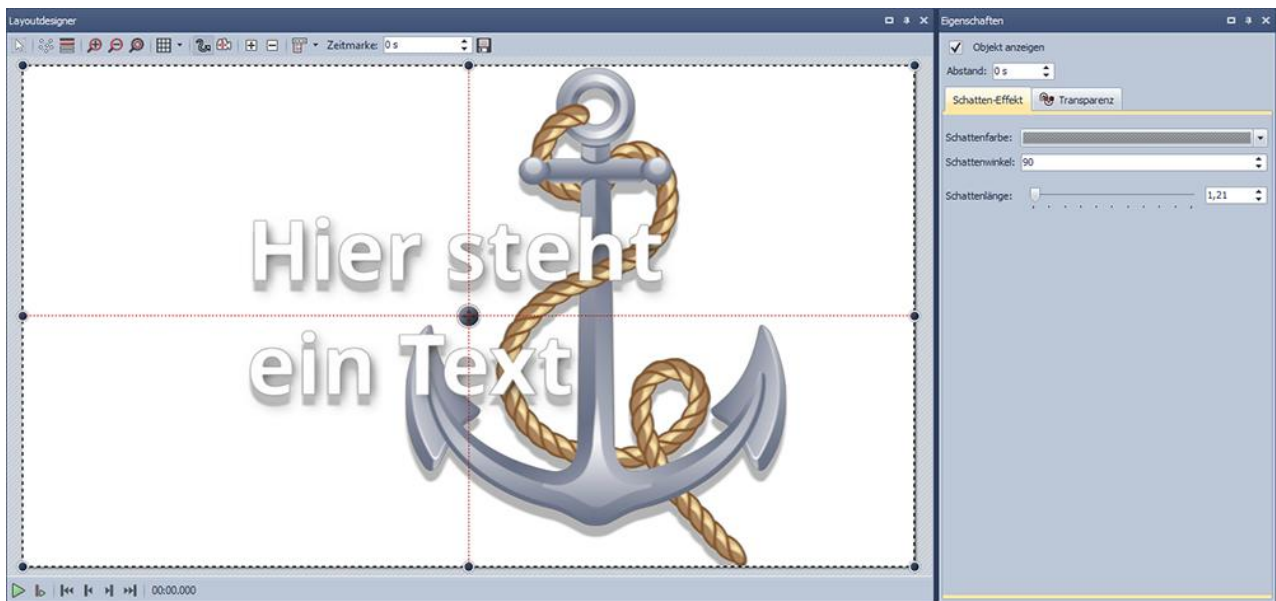 Layoutdesigner
Zeitmarke: 0 s
Hier steht
ein Text
00:00.000
Eigenschaften
Objekt anzeigen
Abstand: 0 s
Schatten-Effekt Transparenz
Schattenfarbe:
Schattenwinkel: 90
Schattenlänge: 1,21